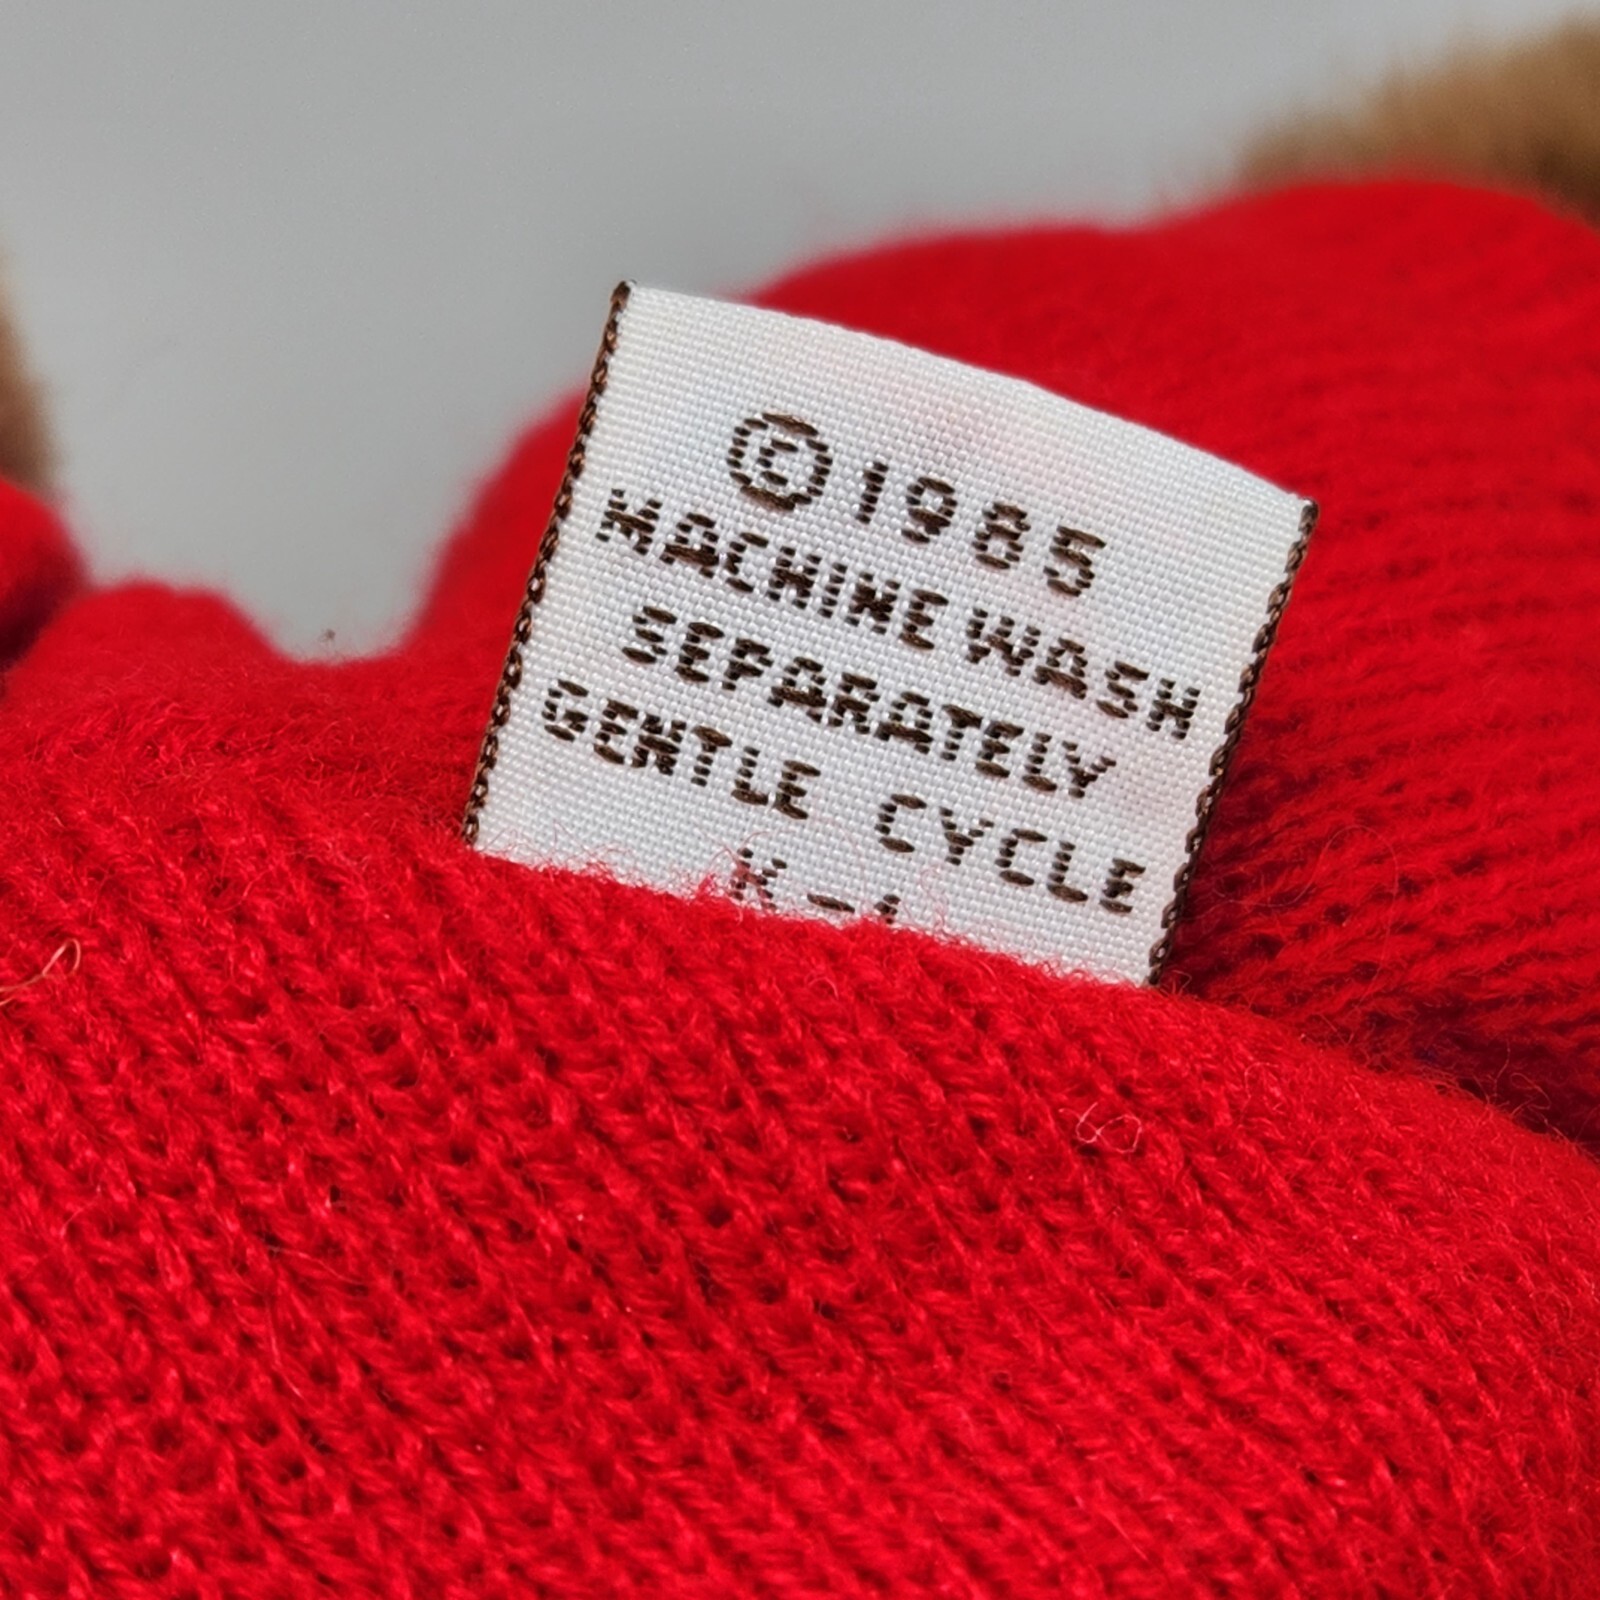 © 1985
MACHINE WASH
SEPARATELY
GENTLE CYCLE
K-